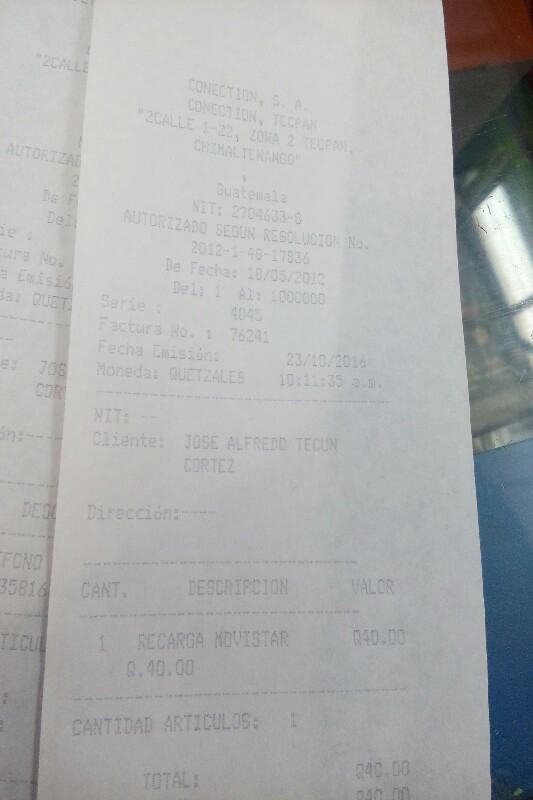 CONECTION, S. A.
CONECTION, TECPAN
"2CALLE 1-22, ZONA 2 TECPAN,
CHIMALTENANGO"
,
Guatemala
NIT: 2704633-8
AUTORIZADO SEGUN RESOLUCION No.
2012-1-48-17836
De Fecha: 18/05/2012
Del: 1 Al: 1000000
Serie : 4045
Factura No. : 76241
Fecha Emisión: 23/10/2016
Moneda: QUETZALES 10:11:35 a.m.
NIT: --
Cliente: JOSE ALFREDO TECUN
CORTEZ
Dirección:----
CANT. DESCRIPCION VALOR
1 RECARGA MOVISTAR Q40.00
Q.40.00
CANTIDAD ARTICULOS: 1
TOTAL: Q40.00
Q40.00
"2CALLE
AUTORIZAD
2
De F
Del:
ie :
tura No.
a Emisió
da: QUET
e: JOS
COR
ón:----
DESC
FONO
35816
TICUL